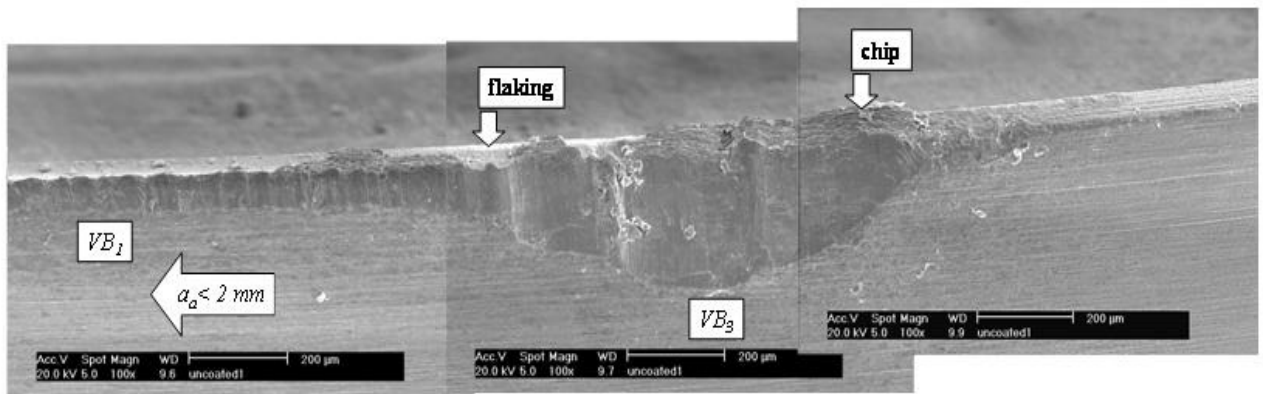 flaking
chip
VB1
aa< 2 mm
VB3
Acc.V Spot Magn WD 200 µm
20.0 kV 5.0 100x 9.6 uncoated1
Acc.V Spot Magn WD 200 µm
20.0 kV 5.0 100x 9.7 uncoated1
Acc.V Spot Magn WD 200 µm
20.0 kV 5.0 100x 9.9 uncoated1